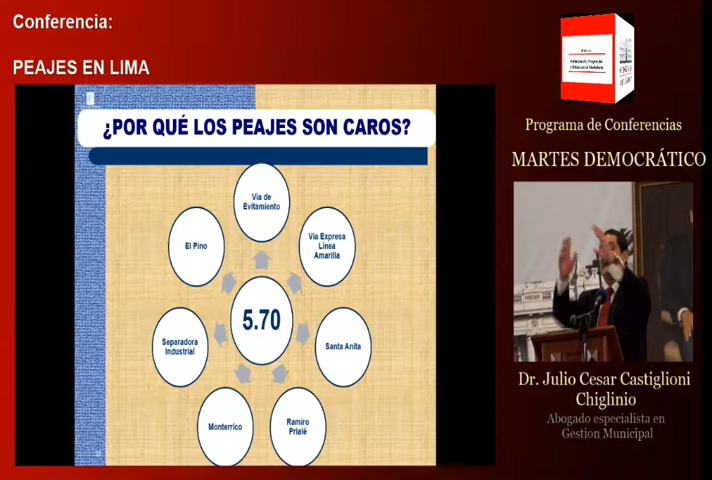 Conferencia:
PEAJES EN LIMA
¿POR QUÉ LOS PEAJES SON CAROS?
Via de
Evitamiento
El Pino
Via Expresa
Línea
Amarilla
5.70
Separadora
Industrial
Santa Anita
Monterrico
Ramiro
Prialé
Programa de Conferencias
MARTES DEMOCRÁTICO
Dr. Julio Cesar Castiglioni
Chiglinio
Abogado especialista en
Gestion Municipal